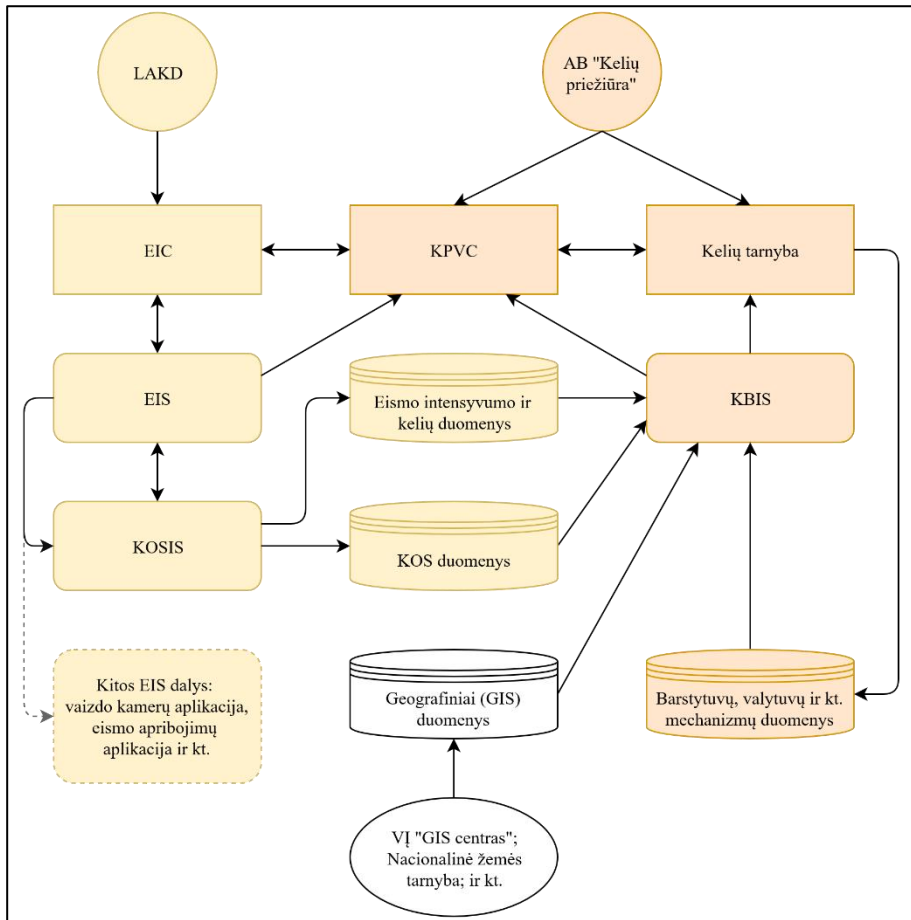 LAKD
AB "Kelių
priežiūra"
EIC
KPVC
Kelių tarnyba
EIS
Eismo intensyvumo ir
kelių duomenys
KBIS
KOSIS
KOS duomenys
Kitos EIS dalys:
vaizdo kamerų aplikacija,
eismo apribojimų
aplikacija ir kt.
Geografiniai (GIS)
duomenys
Barstytuvų, valytuvų ir kt.
mechanizmų duomenys
VĮ "GIS centras";
Nacionalinė žemės
tarnyba; ir kt.